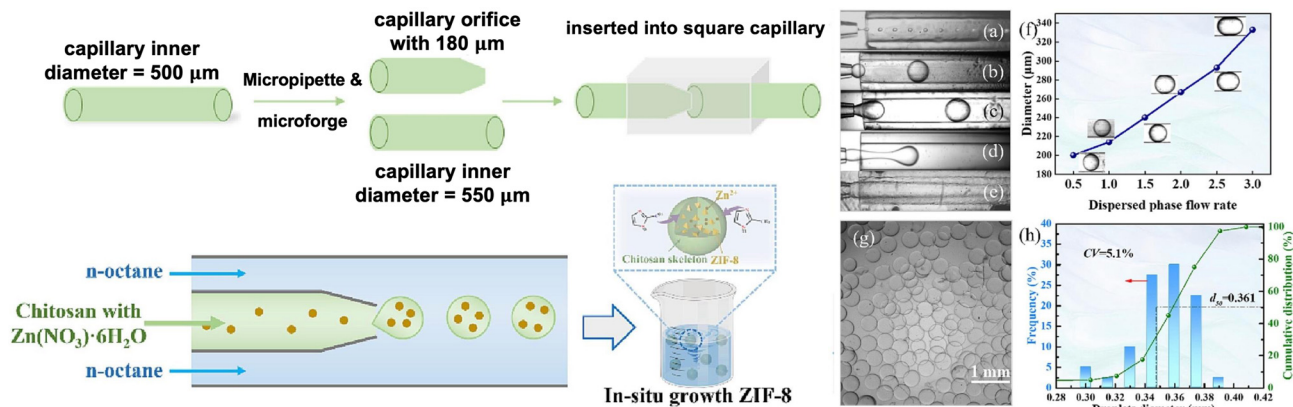 capillary inner
diameter = 500 μm
Micropipette &
microforge
capillary orifice
with 180 μm
capillary inner
diameter = 550 μm
inserted into square capillary
n-octane
Chitosan with
Zn(NO₃)·6H₂O
n-octane
Zn²⁺
Chitosan skeleton
ZIF-8
In-situ growth ZIF-8
(a)
(b)
(c)
(d)
(e)
(f)
Diameter (μm)
340
320
300
280
260
240
220
200
180
0.5 1.0 1.5 2.0 2.5 3.0
Dispersed phase flow rate
(g)
1 mm
(h)
CV=5.1%
d₅₀=0.361
Frequency (%)
40
35
30
25
20
15
10
5
0
Cumulative distribution (%)
100
80
60
40
20
0
0.28 0.30 0.32 0.34 0.36 0.38 0.40 0.42